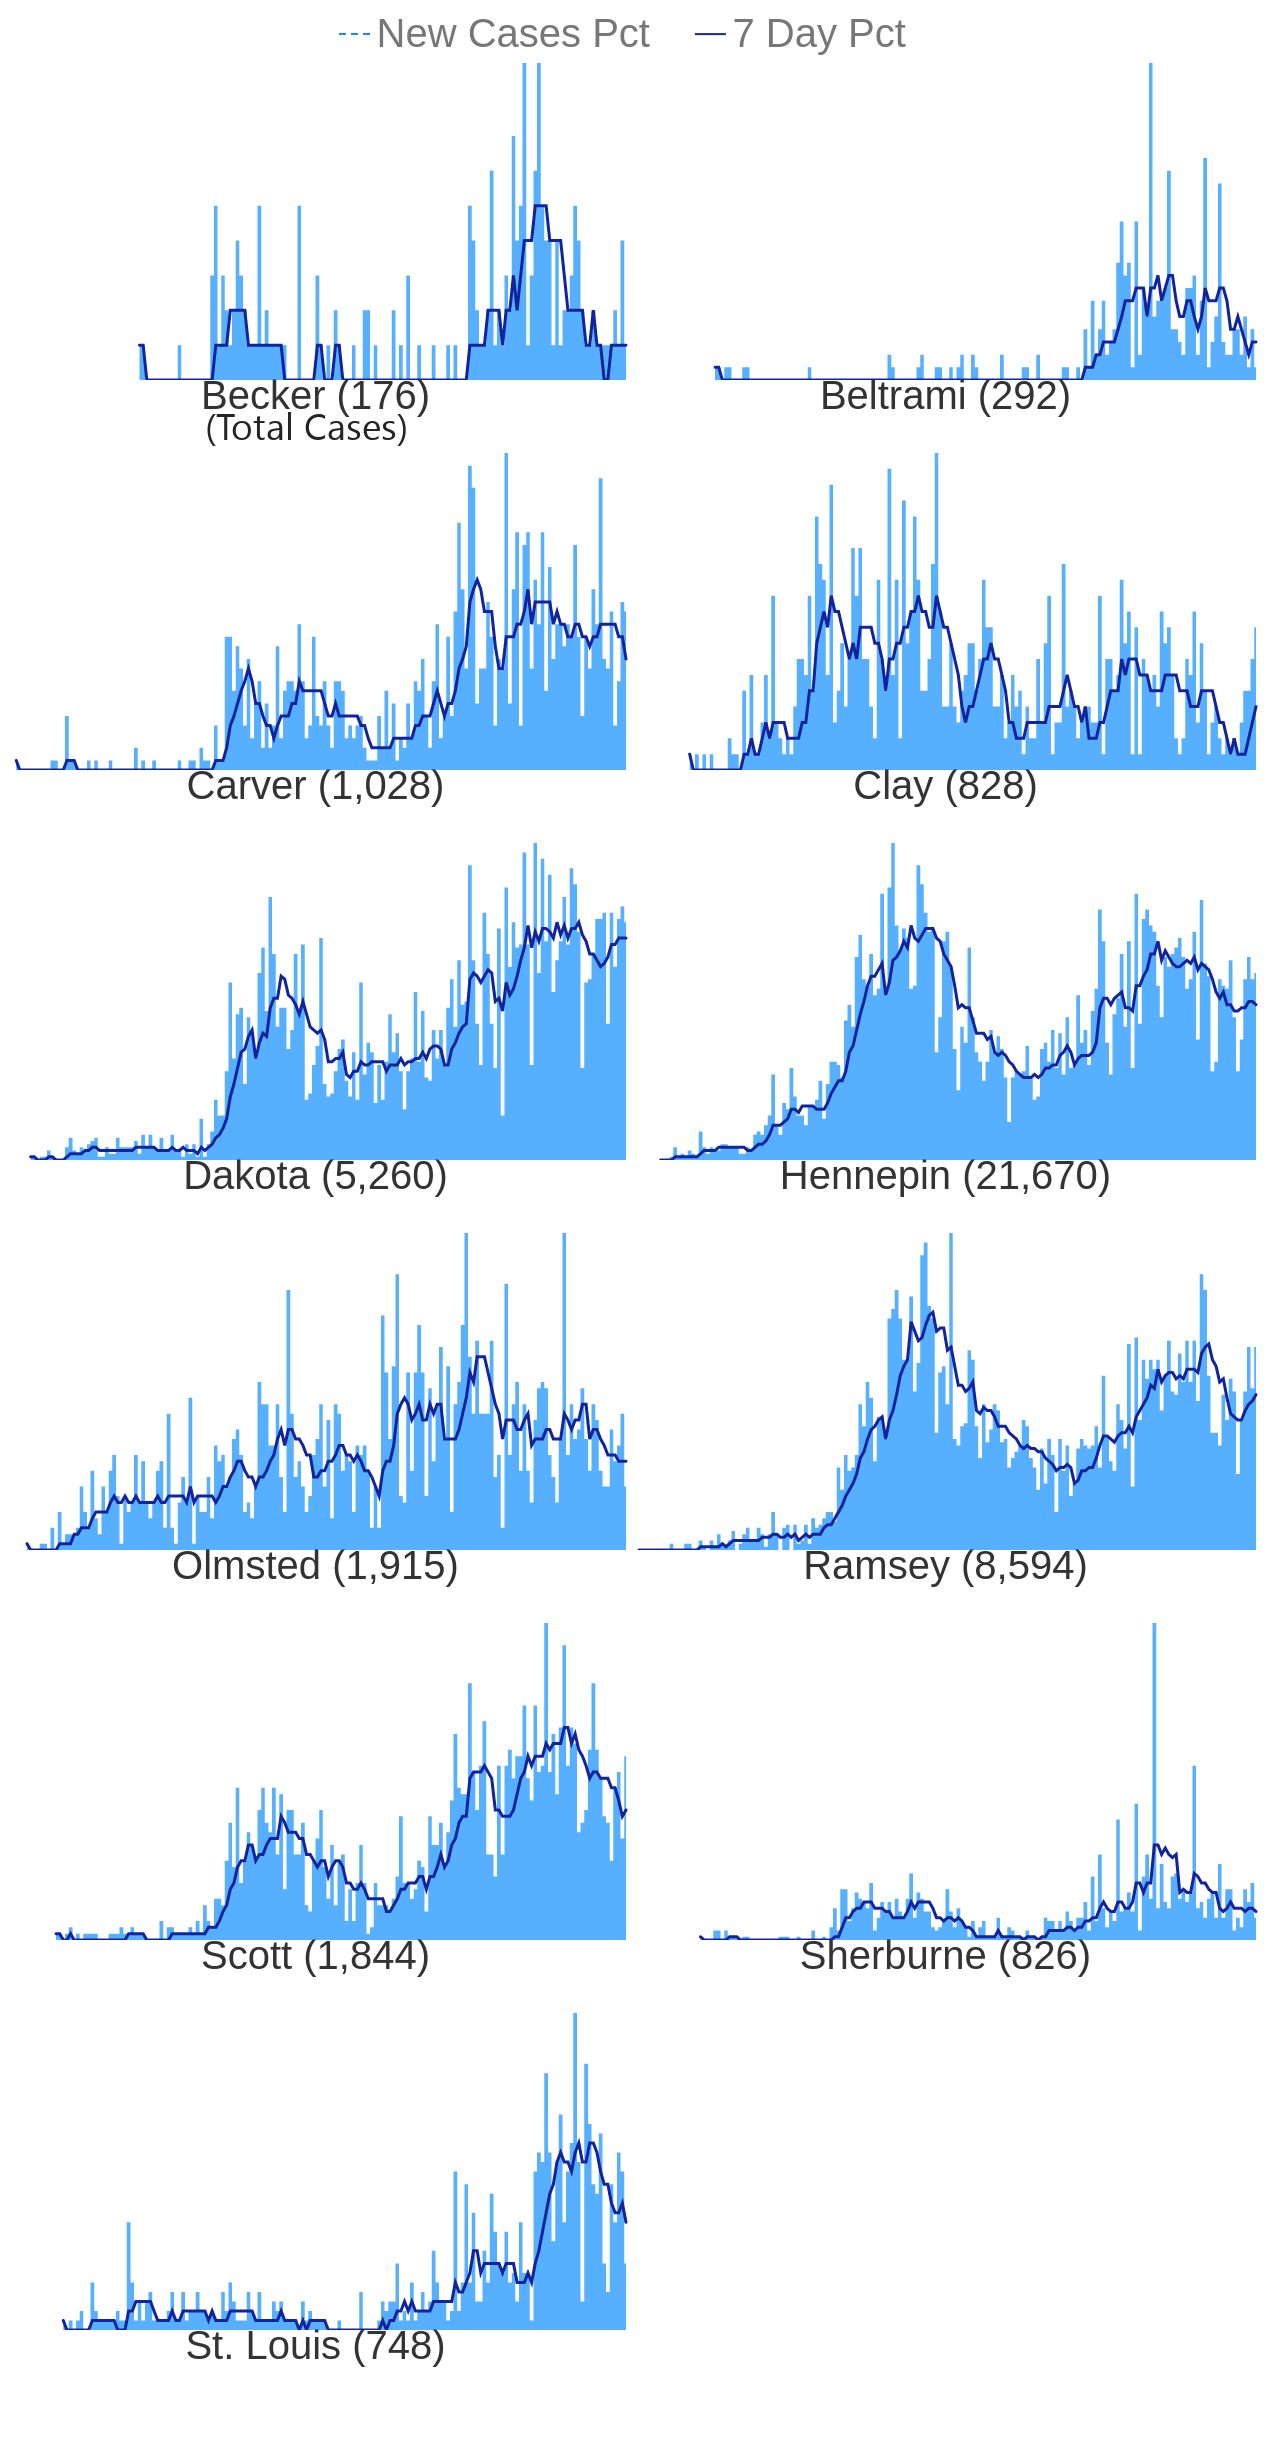 New Cases Pct 7 Day Pct
Becker (176) Beltrami (292)
(Total Cases)
Carver (1,028) Clay (828)
Dakota (5,260) Hennepin (21,670)
Olmsted (1,915) Ramsey (8,594)
Scott (1,844) Sherburne (826)
St. Louis (748)